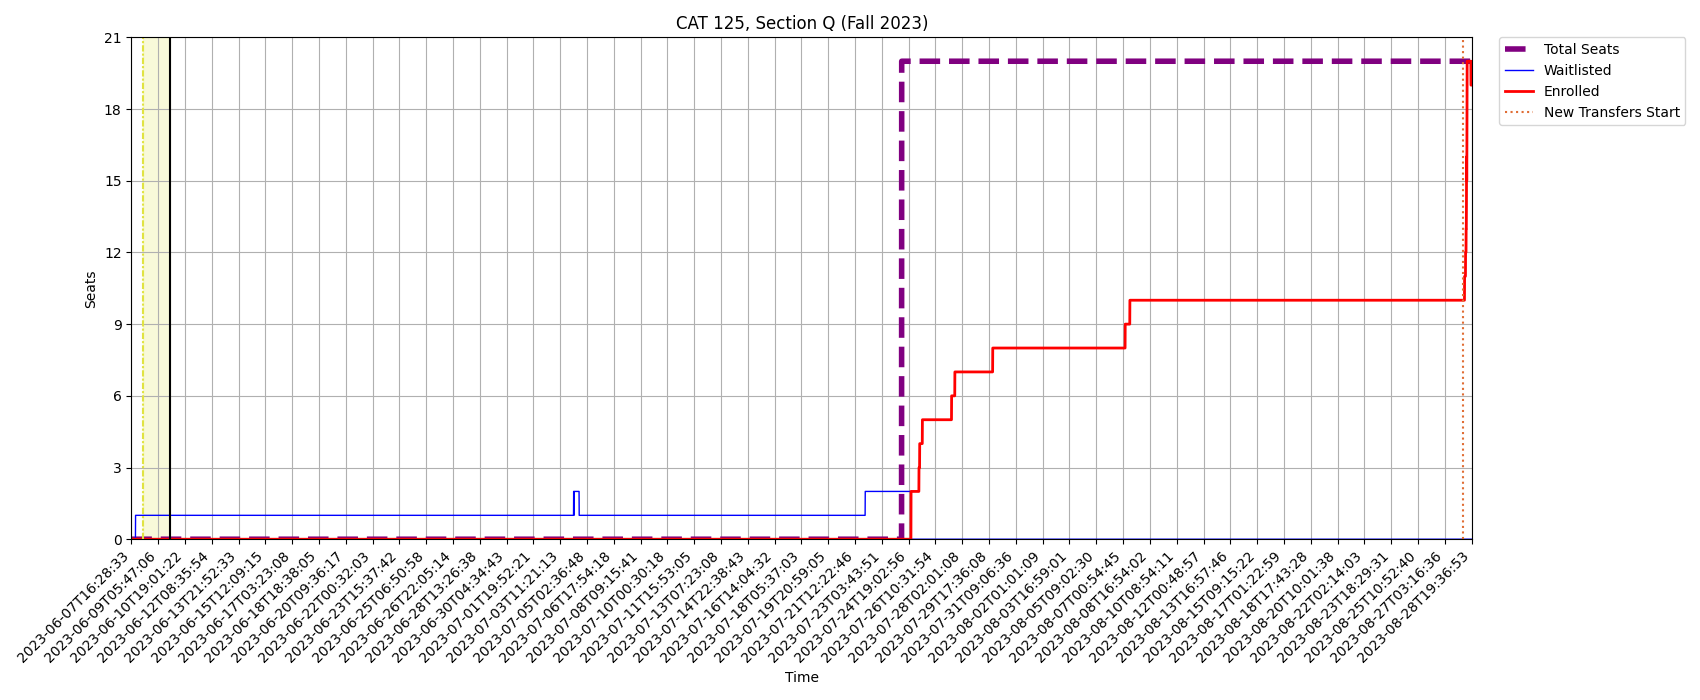 CAT 125, Section Q (Fall 2023)
Total Seats
Waitlisted
Enrolled
New Transfers Start
Seats
21
18
15
12
9
6
3
0
2023-06-07T16:28:33
2023-06-09T05:47:06
2023-06-10T19:01:22
2023-06-12T08:35:54
2023-06-13T21:52:33
2023-06-15T12:09:15
2023-06-17T03:23:08
2023-06-18T18:38:05
2023-06-20T09:36:17
2023-06-22T00:32:03
2023-06-23T15:37:42
2023-06-25T06:50:58
2023-06-26T22:05:14
2023-06-28T13:26:38
2023-06-30T04:34:43
2023-07-01T19:52:21
2023-07-03T11:21:13
2023-07-05T02:36:48
2023-07-06T17:54:18
2023-07-08T09:15:41
2023-07-10T00:30:18
2023-07-11T15:53:05
2023-07-13T07:23:08
2023-07-14T22:38:43
2023-07-16T14:04:32
2023-07-18T05:37:03
2023-07-19T20:59:05
2023-07-21T12:22:46
2023-07-23T03:43:51
2023-07-24T19:02:56
2023-07-26T10:31:54
2023-07-28T02:01:08
2023-07-29T17:36:08
2023-07-31T09:06:36
2023-08-02T01:01:09
2023-08-03T16:59:01
2023-08-05T09:02:30
2023-08-07T00:54:45
2023-08-08T16:54:02
2023-08-10T08:54:11
2023-08-12T00:48:57
2023-08-13T16:57:46
2023-08-15T09:15:22
2023-08-17T01:22:59
2023-08-18T17:43:28
2023-08-20T10:01:38
2023-08-22T02:14:03
2023-08-23T18:29:31
2023-08-25T10:52:40
2023-08-27T03:16:36
2023-08-28T19:36:53
Time